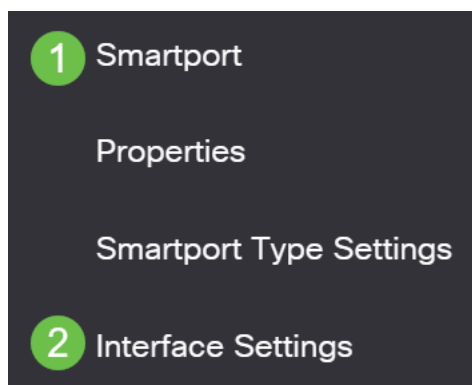 1 Smartport
Properties
Smartport Type Settings
2 Interface Settings